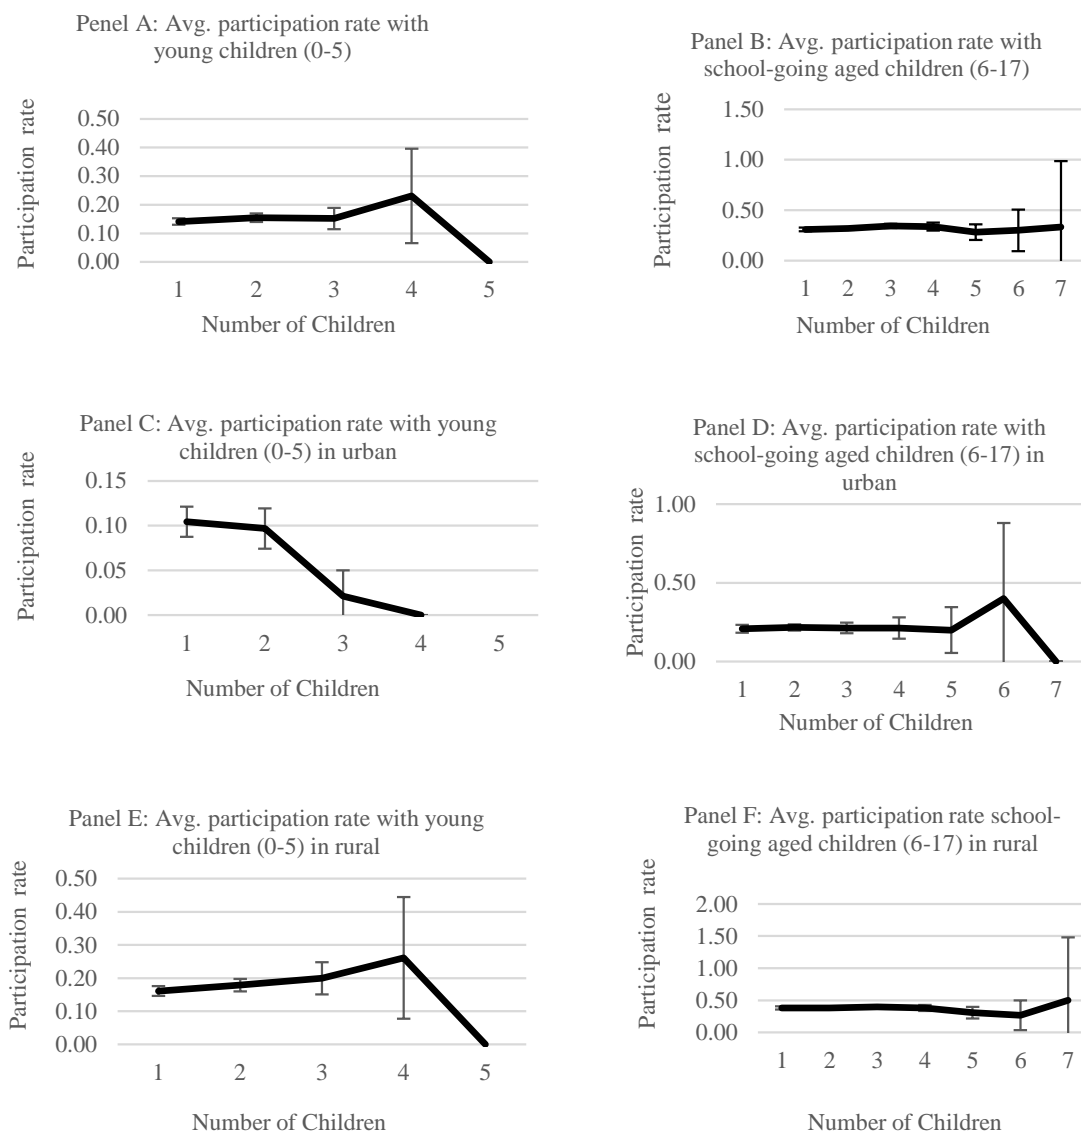 Penel A: Avg. participation rate with
young children (0-5)
Participation rate
0.50
0.40
0.30
0.20
0.10
0.00
1 2 3 4 5
Number of Children
Panel B: Avg. participation rate with
school-going aged children (6-17)
Participation rate
1.50
1.00
0.50
0.00
1 2 3 4 5 6 7
Number of Children
Panel C: Avg. participation rate with young
children (0-5) in urban
Participation rate
0.15
0.10
0.05
0.00
1 2 3 4 5
Number of Children
Panel D: Avg. participation rate with
school-going aged children (6-17) in
urban
Participation rate
1.00
0.50
0.00
1 2 3 4 5 6 7
Number of Children
Panel E: Avg. participation rate with young
children (0-5) in rural
Participation rate
0.50
0.40
0.30
0.20
0.10
0.00
1 2 3 4 5
Number of Children
Panel F: Avg. participation rate school-
going aged children (6-17) in rural
Participation rate
2.00
1.50
1.00
0.50
0.00
1 2 3 4 5 6 7
Number of Children